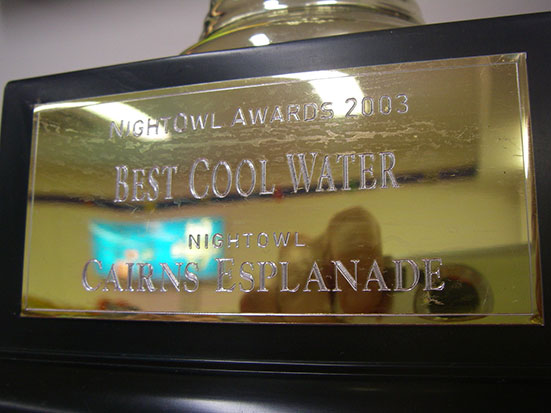 NIGHTOWL AWARDS 2003
BEST COOL WATER
NIGHTOWL
CAIRNS ESPLANADE